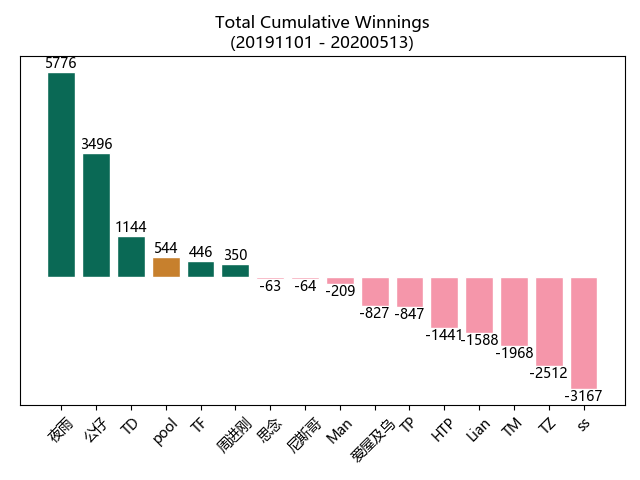 Total Cumulative Winnings
(20191101 - 20200513)
5776
3496
1144
544
446
350
-63
-64
-209
-827
-847
-1441
-1588
-1968
-2512
-3167
夜雨
公仔
TD
pool
TF
周进刚
思念
尼斯哥
Man
爱屋及乌
TP
HTP
Lian
TM
TZ
ss